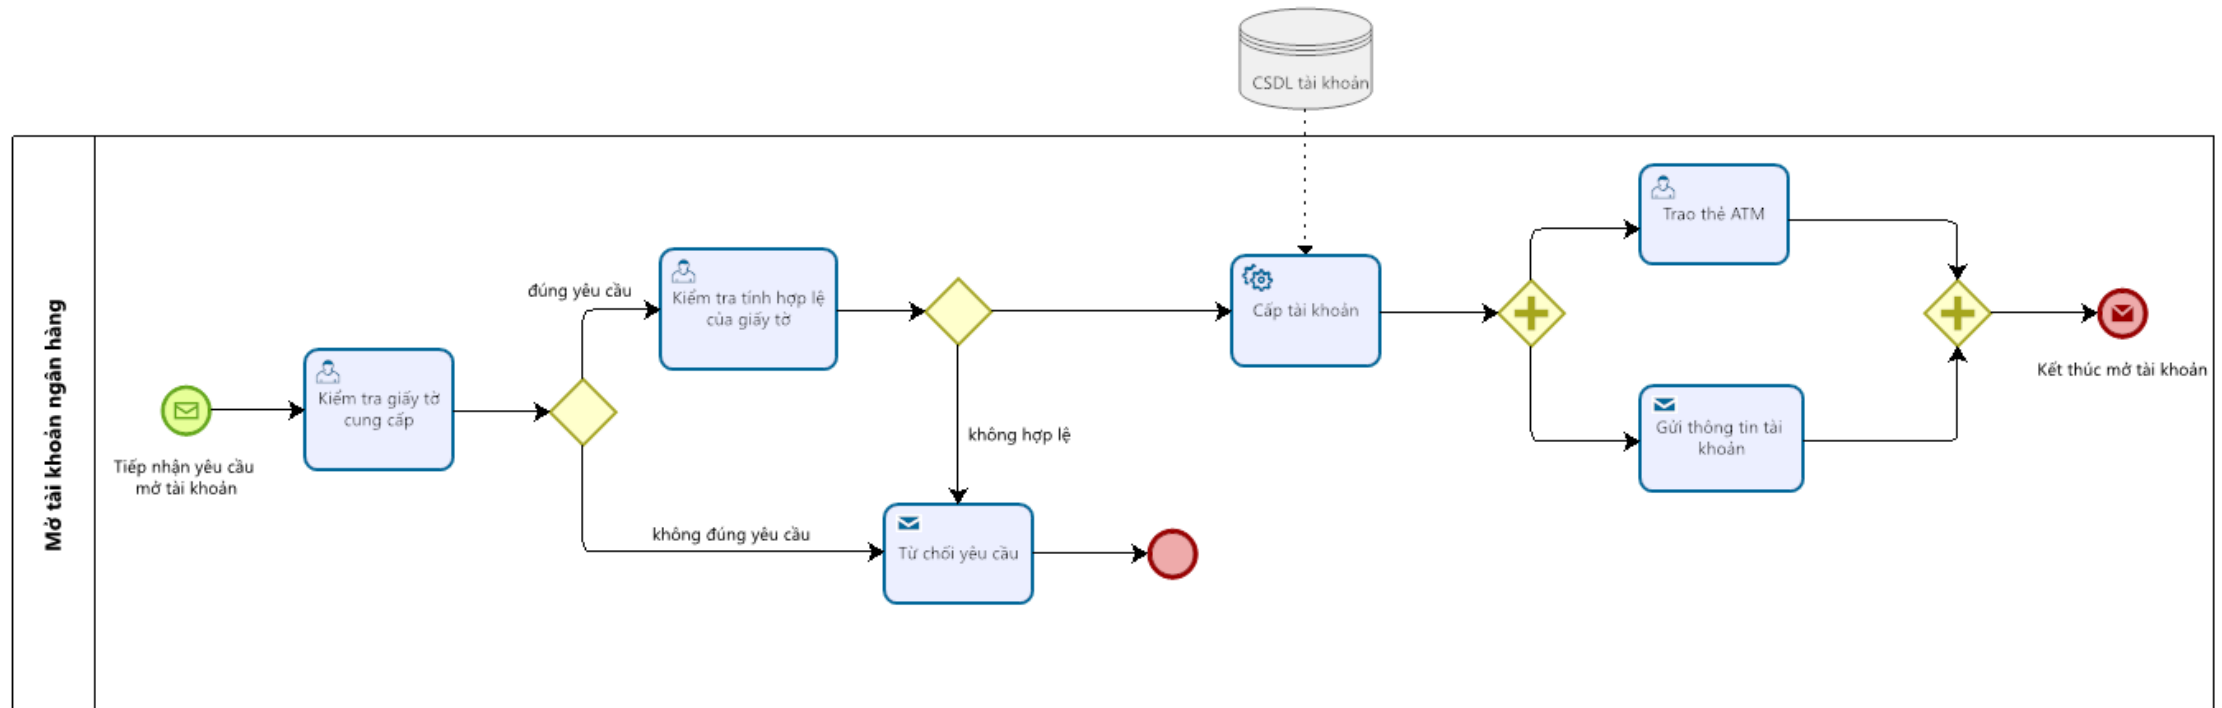 CSDL tài khoản
Mở tài khoản ngân hàng
Tiếp nhận yêu cầu
mở tài khoản
Kiểm tra giấy tờ
cung cấp
đúng yêu cầu
không đúng yêu cầu
Kiểm tra tính hợp lệ
của giấy tờ
không hợp lệ
Từ chối yêu cầu
Cấp tài khoản
Trao thẻ ATM
Gửi thông tin tài
khoản
Kết thúc mở tài khoản